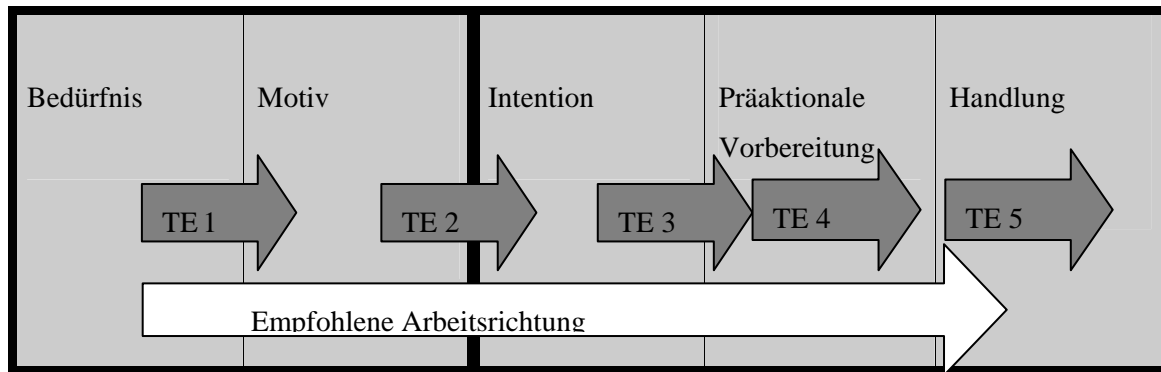 Bedürfnis
Motiv
Intention
Präaktionale
Vorbereitung
Handlung
TE 1
TE 2
TE 3
TE 4
TE 5
Empfohlene Arbeitsrichtung